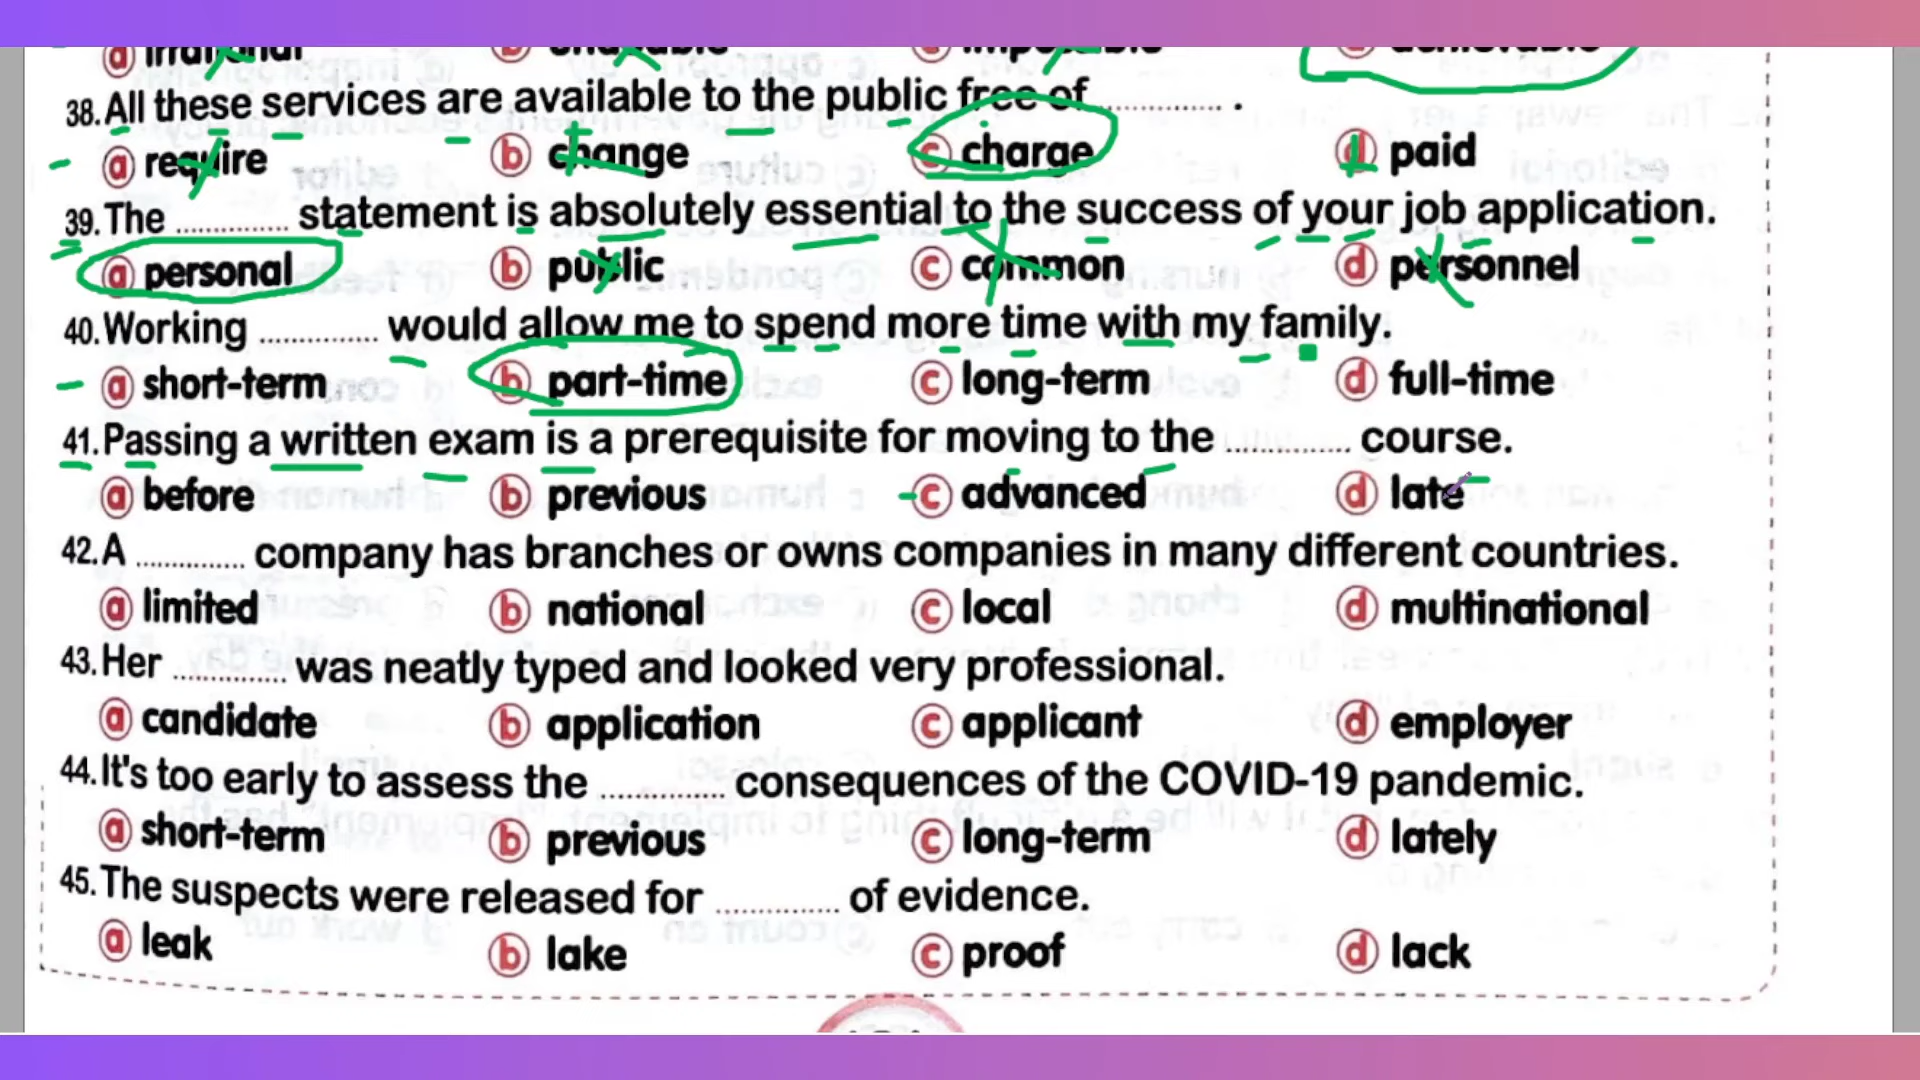 a irrational b b c d achievable
38. All these services are available to the public free of ............. .
a require b change c charge d paid
39. The ............. statement is absolutely essential to the success of your job application.
a personal b public c common d personnel
40. Working ............. would allow me to spend more time with my family.
a short-term b part-time c long-term d full-time
41. Passing a written exam is a prerequisite for moving to the ............. course.
a before b previous c advanced d late
42. A ............. company has branches or owns companies in many different countries.
a limited b national c local d multinational
43. Her ............. was neatly typed and looked very professional.
a candidate b application c applicant d employer
44. It's too early to assess the ............. consequences of the COVID-19 pandemic.
a short-term b previous c long-term d lately
45. The suspects were released for ............. of evidence.
a leak b lake c proof d lack